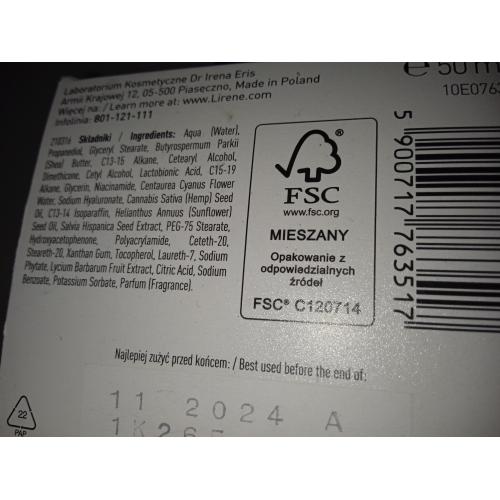 Laboratorium Kosmetyczne Dr Irena Eris
Armii Krajowej 12, 05-500 Piaseczno, Made in Poland
Więcej na: / Learn more at: www.Lirene.com
Infolinia: 801-121-111
210316 Składniki / Ingredients: Aqua (Water),
Propanediol, Glyceryl Stearate, Butyrospermum Parkii
(Shea) Butter, C13-15 Alkane, Cetearyl Alcohol,
Dimethicone, Cetyl Alcohol, Lactobionic Acid, C15-19
Alkane, Glycerin, Niacinamide, Centaurea Cyanus Flower
Water, Sodium Hyaluronate, Cannabis Sativa (Hemp) Seed
Oil, C13-14 Isoparaffin, Helianthus Annuus (Sunflower)
Seed Oil, Salvia Hispanica Seed Extract, PEG-75 Stearate,
Hydroxyacetophenone, Polyacrylamide, Ceteth-20,
Steareth-20, Xanthan Gum, Tocopherol, Laureth-7, Sodium
Phytate, Lycium Barbarum Fruit Extract, Citric Acid, Sodium
Benzoate, Potassium Sorbate, Parfum (Fragrance).
FSC
www.fsc.org
MIESZANY
Opakowanie z
odpowiedzialnych
źródeł
FSC® C120714
e 50 m
10E076
5 900717 763517
Najlepiej zużyć przed końcem: / Best used before the end of:
11 2024 A
1K26
22
PAP